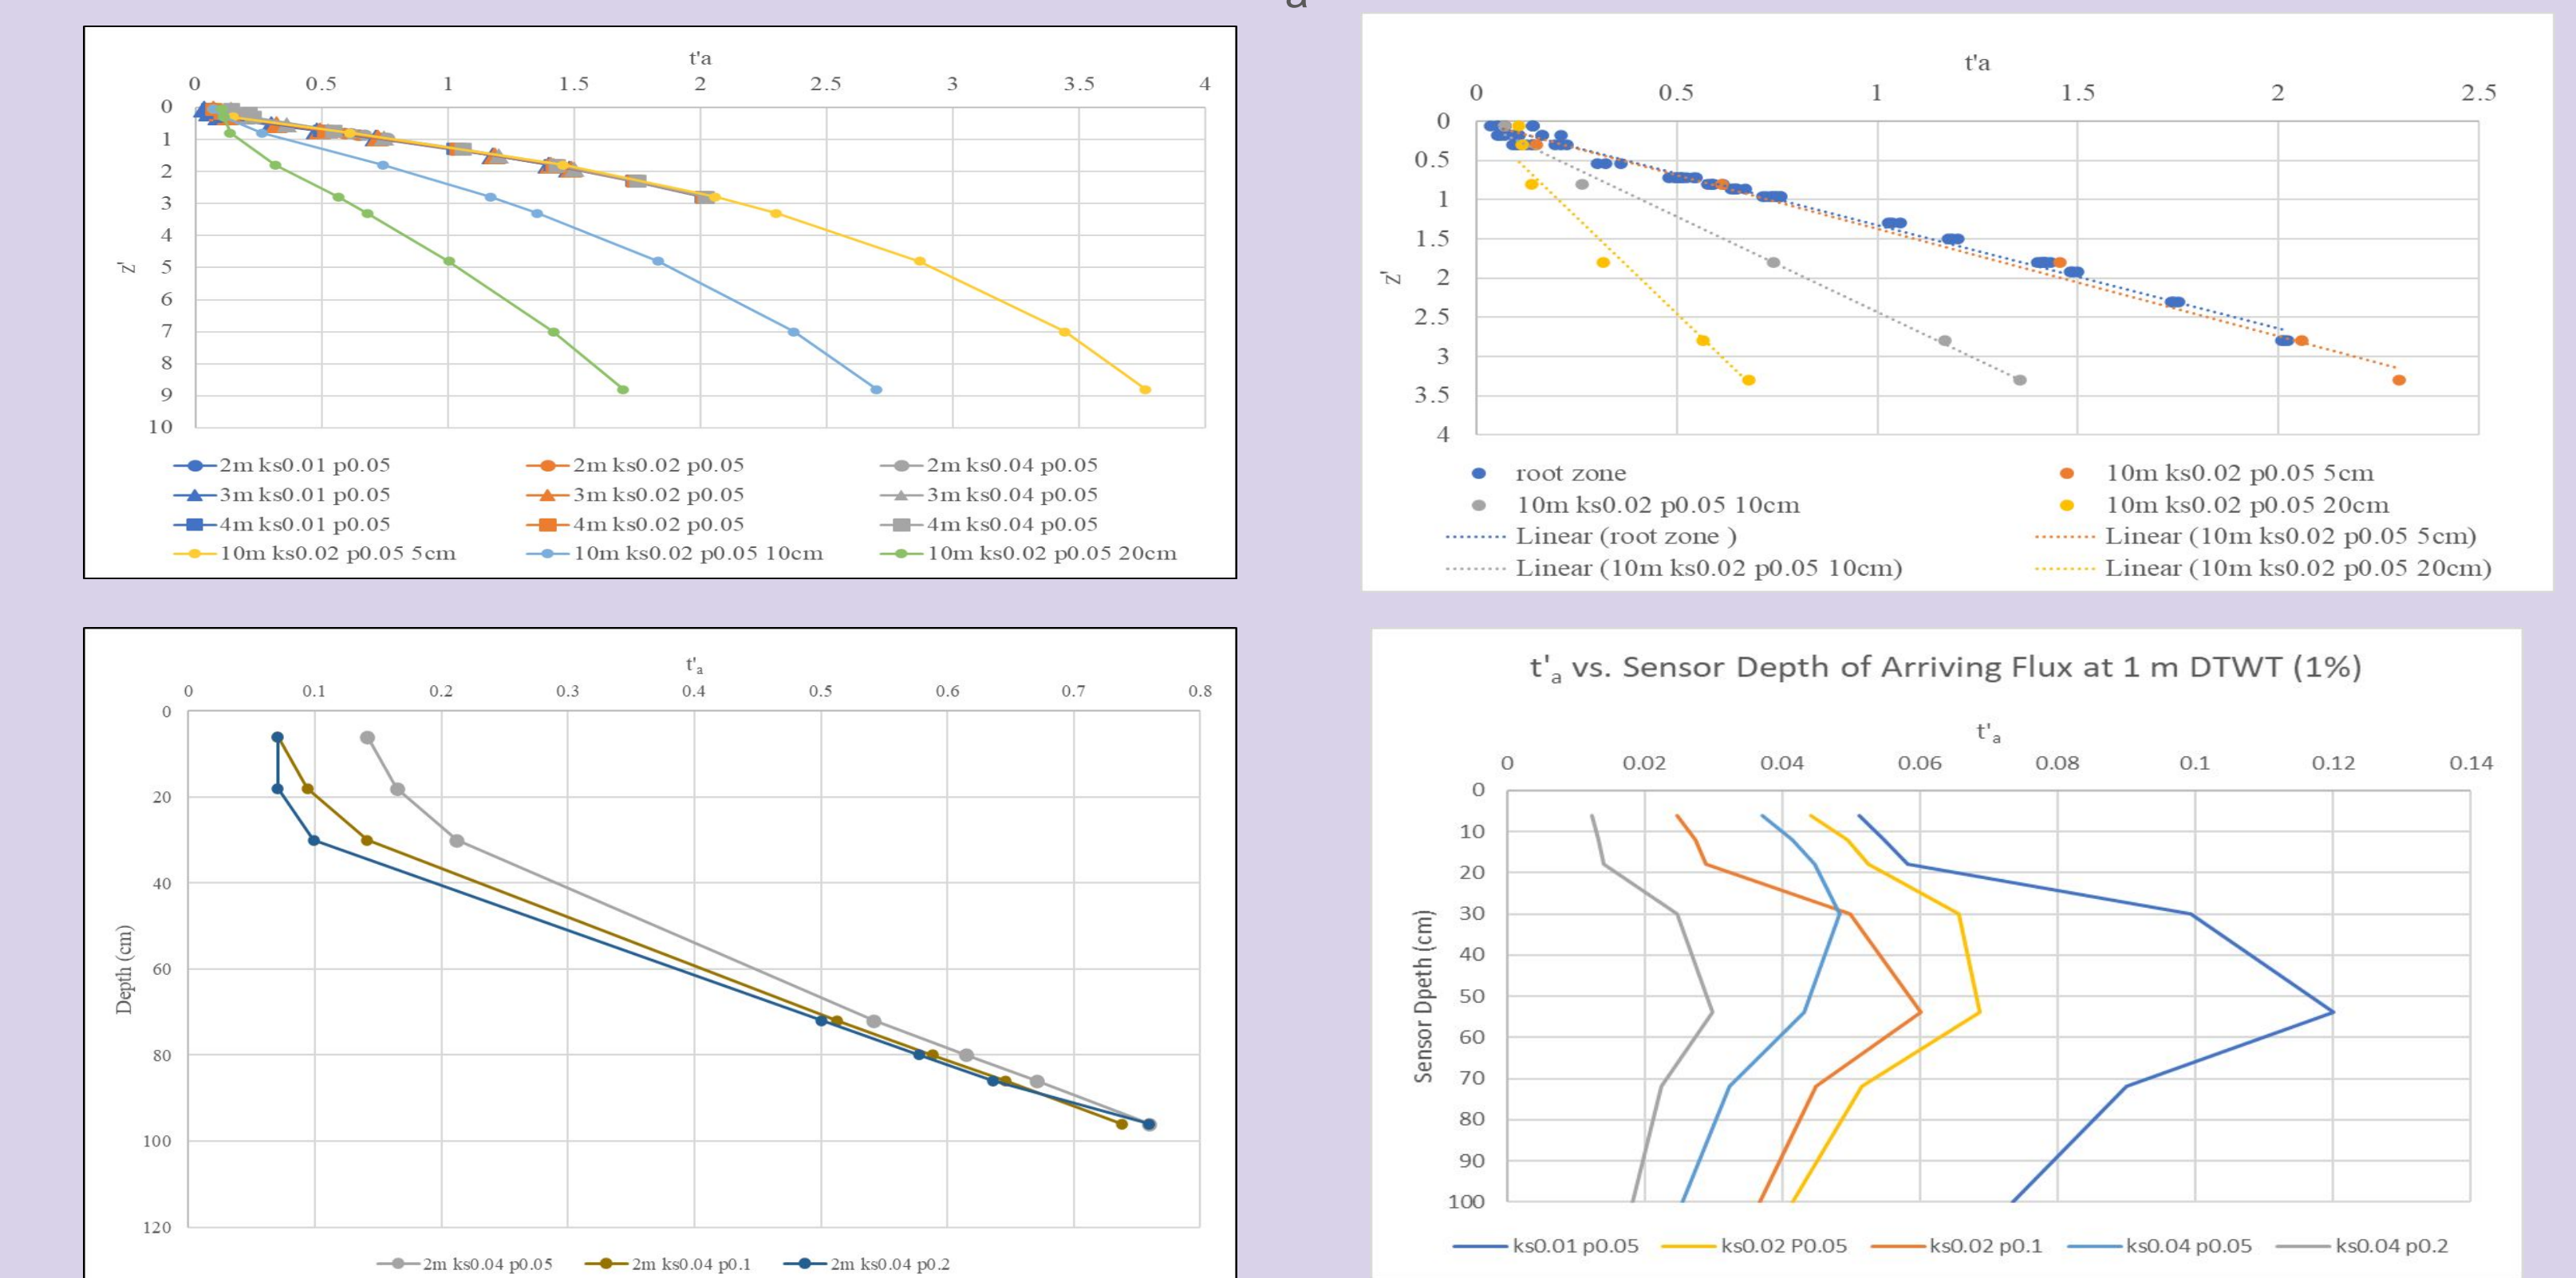 a
t'a
0 0.5 1 1.5 2 2.5 3 3.5 4
0
1
2
3
4
5
6
7
8
9
10
z'
2m ks0.01 p0.05 2m ks0.02 p0.05 2m ks0.04 p0.05
3m ks0.01 p0.05 3m ks0.02 p0.05 3m ks0.04 p0.05
4m ks0.01 p0.05 4m ks0.02 p0.05 4m ks0.04 p0.05
10m ks0.02 p0.05 5cm 10m ks0.02 p0.05 10cm 10m ks0.02 p0.05 20cm
t'a
0 0.5 1 1.5 2 2.5
0
0.5
1
1.5
2
2.5
3
3.5
4
z'
root zone 10m ks0.02 p0.05 5cm
10m ks0.02 p0.05 10cm 10m ks0.02 p0.05 20cm
Linear (root zone ) Linear (10m ks0.02 p0.05 5cm)
Linear (10m ks0.02 p0.05 10cm) Linear (10m ks0.02 p0.05 20cm)
t'a
0 0.1 0.2 0.3 0.4 0.5 0.6 0.7 0.8
0
20
40
60
80
100
120
Depth (cm)
2m ks0.04 p0.05 2m ks0.04 p0.1 2m ks0.04 p0.2
t'a vs. Sensor Depth of Arriving Flux at 1 m DTWT (1%)
t'a
0 0.02 0.04 0.06 0.08 0.1 0.12 0.14
0
10
20
30
40
50
60
70
80
90
100
Sensor Dpeth (cm)
ks0.01 p0.05 ks0.02 P0.05 ks0.02 p0.1 ks0.04 p0.05 ks0.04 p0.2